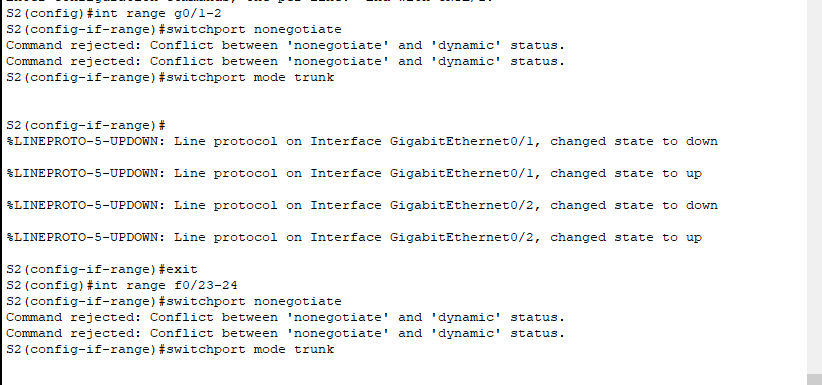 S2(config)#int range g0/1-2
S2(config-if-range)#switchport nonegotiate
Command rejected: Conflict between 'nonegotiate' and 'dynamic' status.
Command rejected: Conflict between 'nonegotiate' and 'dynamic' status.
S2(config-if-range)#switchport mode trunk
S2(config-if-range)#
%LINEPROTO-5-UPDOWN: Line protocol on Interface GigabitEthernet0/1, changed state to down
%LINEPROTO-5-UPDOWN: Line protocol on Interface GigabitEthernet0/1, changed state to up
%LINEPROTO-5-UPDOWN: Line protocol on Interface GigabitEthernet0/2, changed state to down
%LINEPROTO-5-UPDOWN: Line protocol on Interface GigabitEthernet0/2, changed state to up
S2(config-if-range)#exit
S2(config)#int range f0/23-24
S2(config-if-range)#switchport nonegotiate
Command rejected: Conflict between 'nonegotiate' and 'dynamic' status.
Command rejected: Conflict between 'nonegotiate' and 'dynamic' status.
S2(config-if-range)#switchport mode trunk